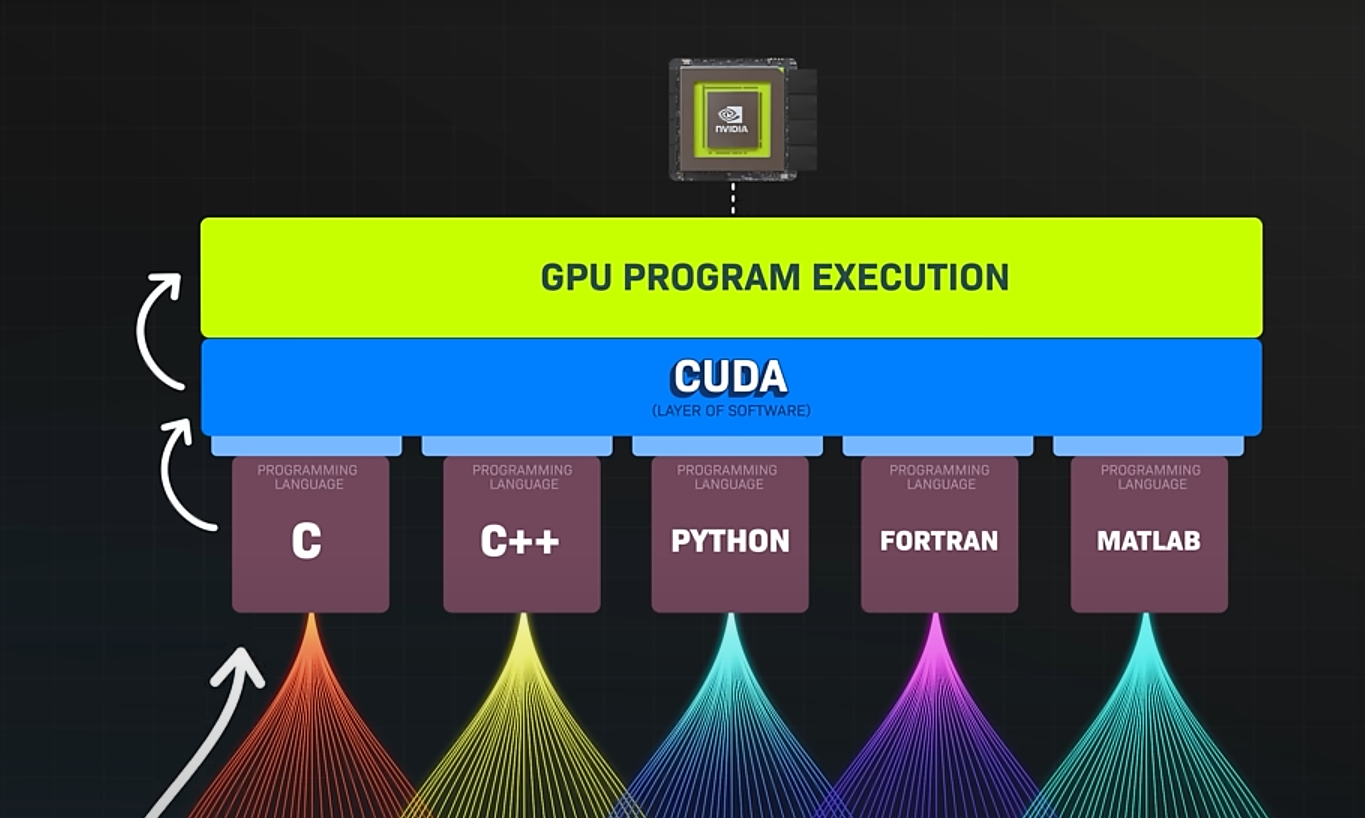 NVIDIA
GPU PROGRAM EXECUTION
CUDA
(LAYER OF SOFTWARE)
PROGRAMMING
LANGUAGE
C
PROGRAMMING
LANGUAGE
C++
PROGRAMMING
LANGUAGE
PYTHON
PROGRAMMING
LANGUAGE
FORTRAN
PROGRAMMING
LANGUAGE
MATLAB